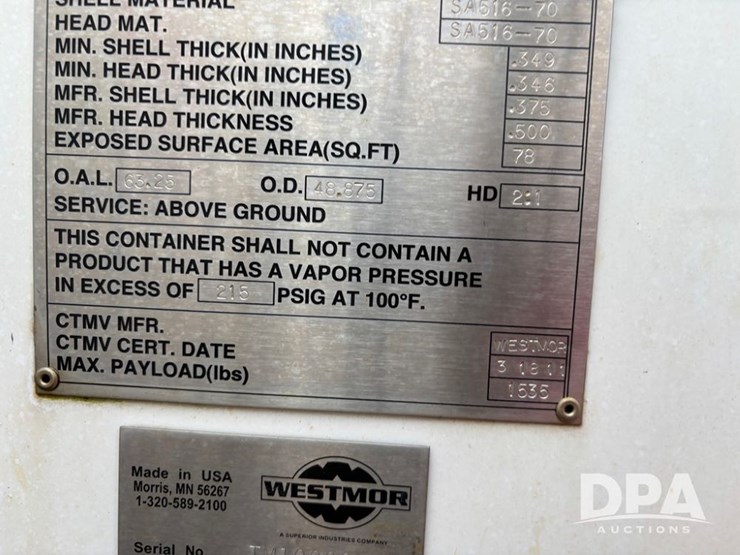 SHELL MATERIAL SA516-70
HEAD MAT. SA516-70
MIN. SHELL THICK(IN INCHES) .349
MIN. HEAD THICK(IN INCHES) .346
MFR. SHELL THICK(IN INCHES) .375
MFR. HEAD THICKNESS .500
EXPOSED SURFACE AREA(SQ.FT) 78
O.A.L. 63.25 O.D. 48.875 HD 2:1
SERVICE: ABOVE GROUND
THIS CONTAINER SHALL NOT CONTAIN A
PRODUCT THAT HAS A VAPOR PRESSURE
IN EXCESS OF 215 PSIG AT 100°F.
CTMV MFR. WESTMOR
CTMV CERT. DATE 3 18 11
MAX. PAYLOAD(lbs) 1535
Made in USA
Morris, MN 56267
1-320-589-2100
WESTMOR
A SUPERIOR INDUSTRIES COMPANY
Serial No.
DPA
AUCTIONS